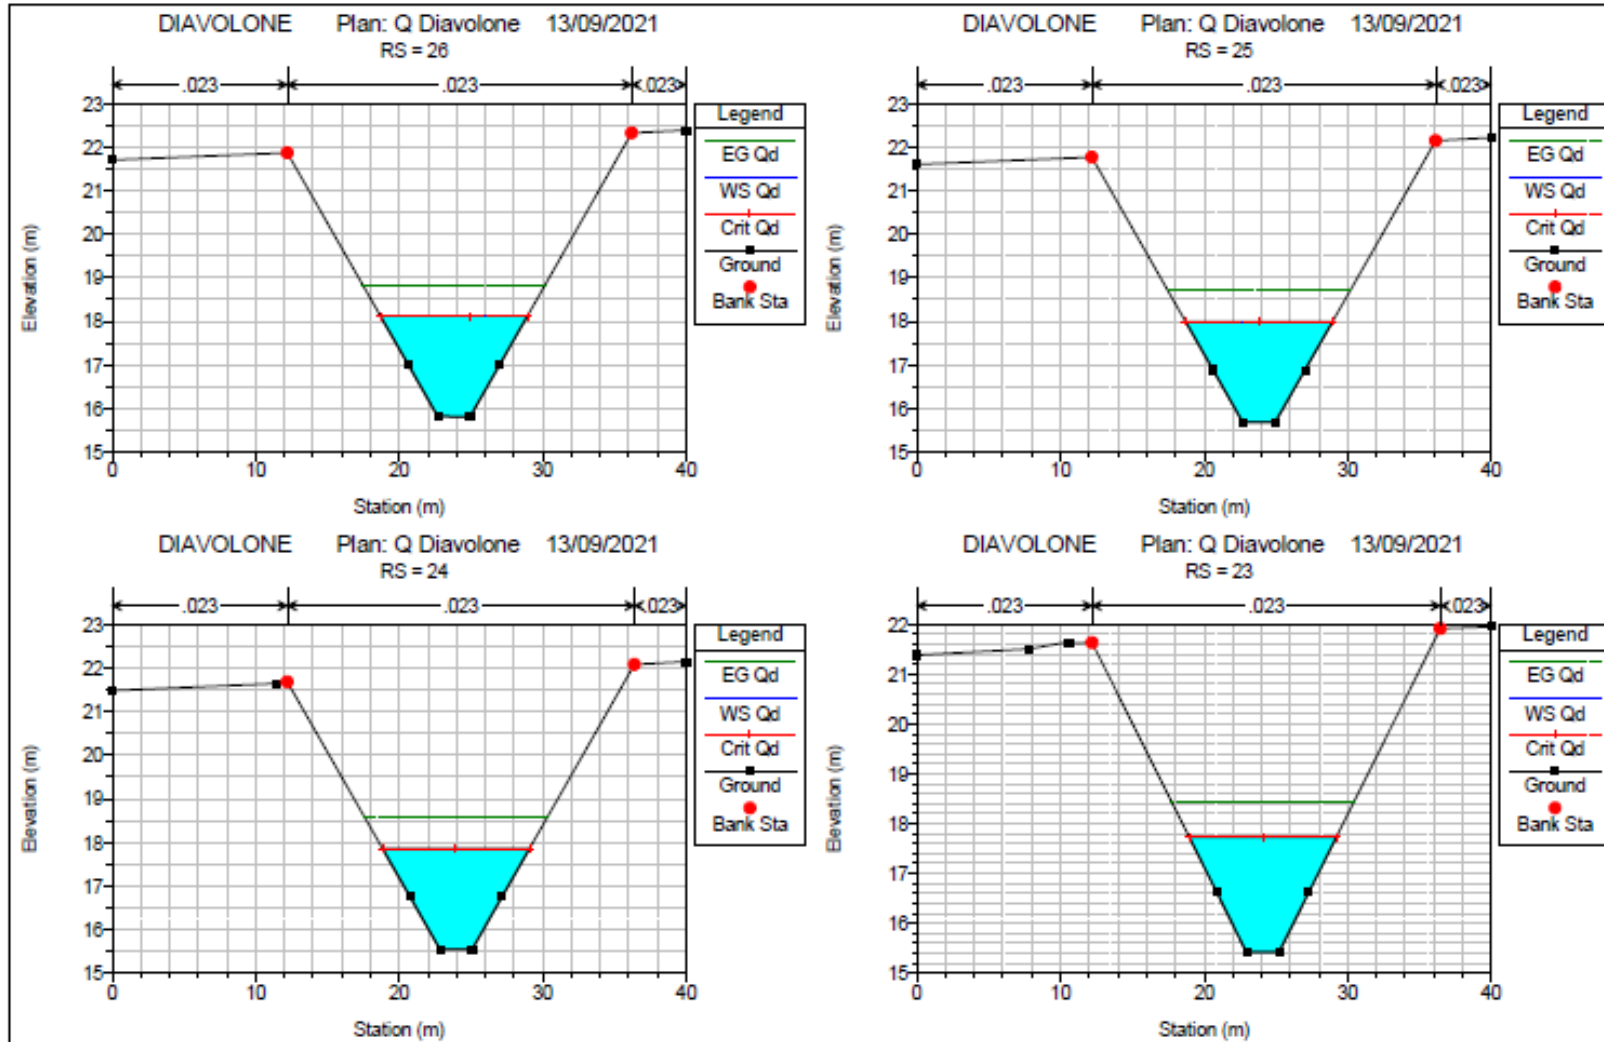 DIAVOLONE Plan: Q Diavolone 13/09/2021
RS = 26
.023 .023 .023
23
22
21
20
19
18
17
16
15
Elevation (m)
0 10 20 30 40
Station (m)
Legend
EG Qd
WS Qd
Crit Qd
Ground
Bank Sta
DIAVOLONE Plan: Q Diavolone 13/09/2021
RS = 25
.023 .023 .023
23
22
21
20
19
18
17
16
15
Elevation (m)
0 10 20 30 40
Station (m)
Legend
EG Qd
WS Qd
Crit Qd
Ground
Bank Sta
DIAVOLONE Plan: Q Diavolone 13/09/2021
RS = 24
.023 .023 .023
23
22
21
20
19
18
17
16
15
Elevation (m)
0 10 20 30 40
Station (m)
Legend
EG Qd
WS Qd
Crit Qd
Ground
Bank Sta
DIAVOLONE Plan: Q Diavolone 13/09/2021
RS = 23
.023 .023 .023
22
21
20
19
18
17
16
15
Elevation (m)
0 10 20 30 40
Station (m)
Legend
EG Qd
WS Qd
Crit Qd
Ground
Bank Sta